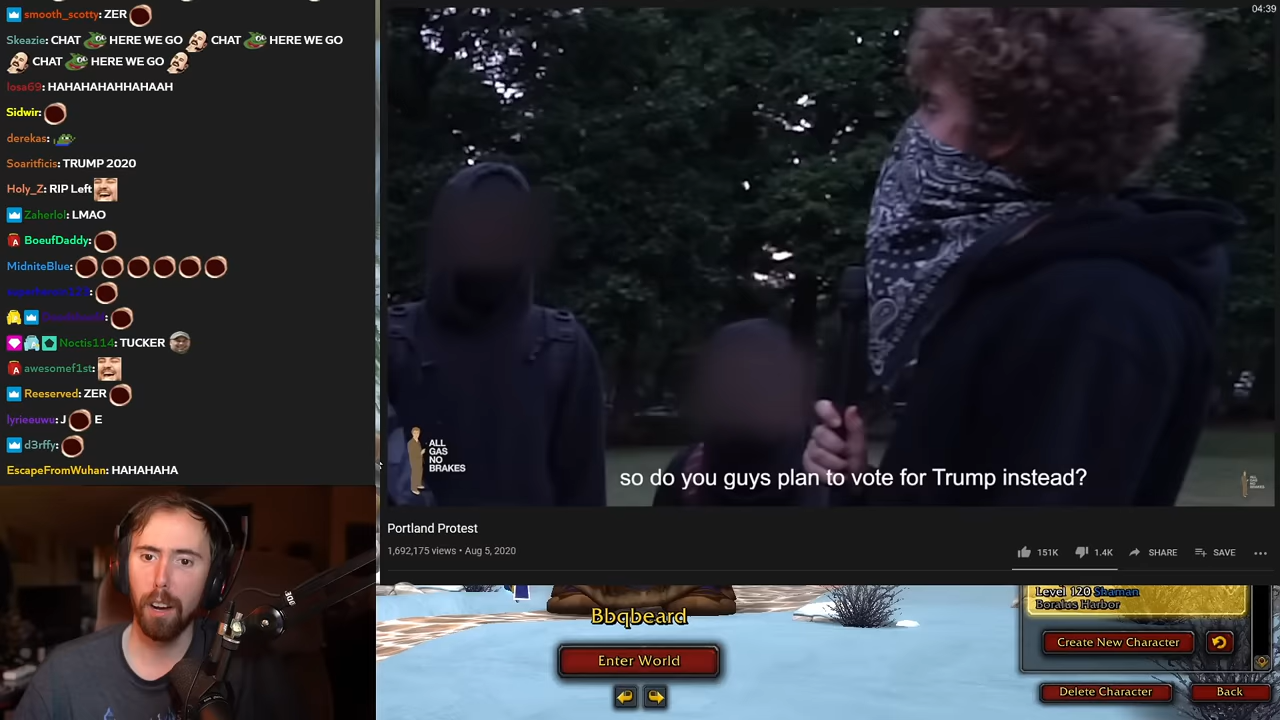 smooth_scotty: ZER
Skeazie: CHAT HERE WE GO CHAT HERE WE GO
CHAT HERE WE GO
losa69: HAHAHAHAHHAHAAH
Sidwir:
derekas:
Soaritficis: TRUMP 2020
Holy_Z: RIP Left
Zaherlol: LMAO
BoeufDaddy:
MidniteBlue:
Noctis114: TUCKER
awesomef1st:
Reeserved: ZER
lyrieeuwu: J E
d3rffy:
EscapeFromWuhan: HAHAHAHA
04:39
ALL
GAS
NO
BRAKES
so do you guys plan to vote for Trump instead?
Portland Protest
1,692,175 views • Aug 5, 2020
151K 1.4K SHARE SAVE
Bbqbeard
Enter World
Level 120 Shaman
Boralus Harbor
Create New Character
Delete Character
Back